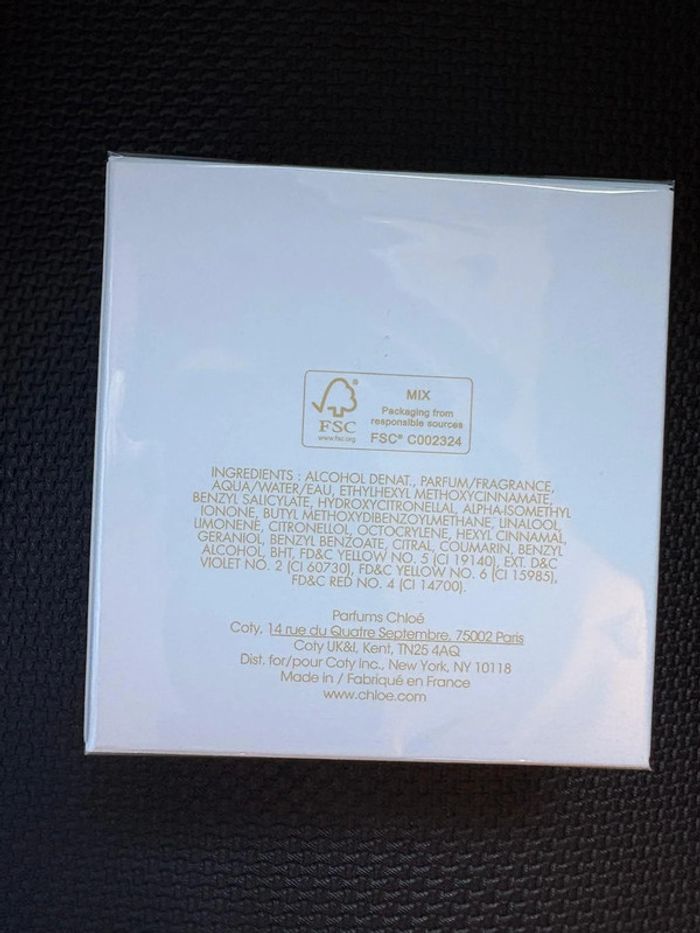 MIX
Packaging from
responsible sources
FSC® C002324
FSC®
www.fsc.org
INGREDIENTS : ALCOHOL DENAT., PARFUM/FRAGRANCE,
AQUA/WATER/EAU, ETHYLHEXYL METHOXYCINNAMATE,
BENZYL SALICYLATE, HYDROXYCITRONELLAL, ALPHA-ISOMETHYL
IONONE, BUTYL METHOXYDIBENZOYLMETHANE, LINALOOL,
LIMONENE, CITRONELLOL, OCTOCRYLENE, HEXYL CINNAMAL,
GERANIOL, BENZYL BENZOATE, CITRAL, COUMARIN, BENZYL
ALCOHOL, BHT, FD&C YELLOW NO. 5 (CI 19140), EXT. D&C
VIOLET NO. 2 (CI 60730), FD&C YELLOW NO. 6 (CI 15985),
FD&C RED NO. 4 (CI 14700).
Parfums Chloé
Coty, 14 rue du Quatre Septembre, 75002 Paris
Coty UK&I, Kent, TN25 4AQ
Dist. for/pour Coty Inc., New York, NY 10118
Made in / Fabriqué en France
www.chloe.com